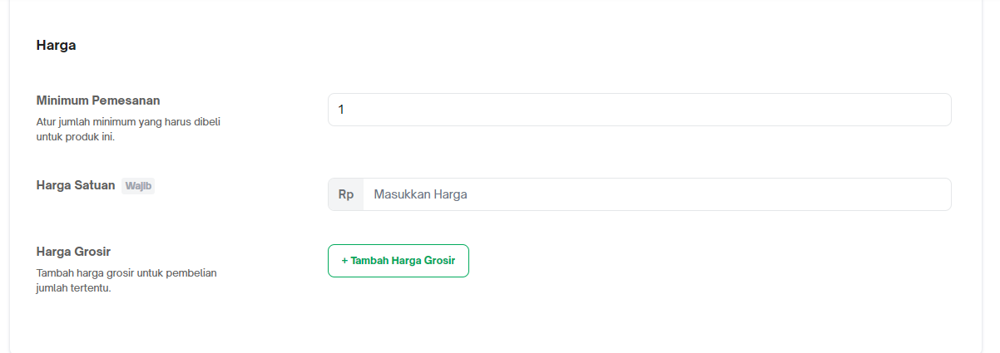 Harga
Minimum Pemesanan
1
Atur jumlah minimum yang harus dibeli
untuk produk ini.
Harga Satuan Wajib
Rp Masukkan Harga
Harga Grosir
+ Tambah Harga Grosir
Tambah harga grosir untuk pembelian
jumlah tertentu.